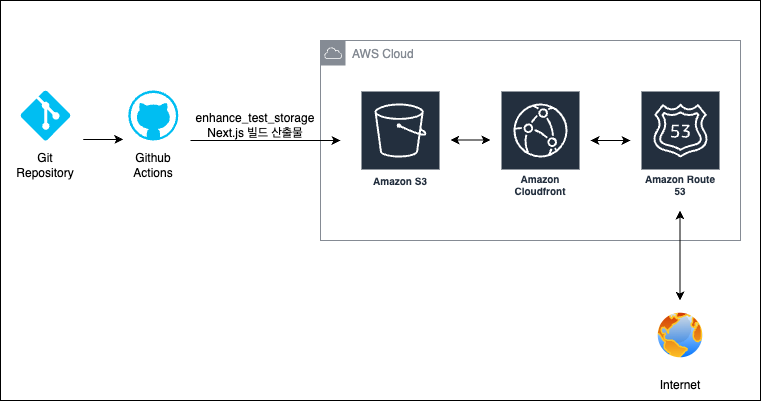 AWS Cloud
enhance_test_storage
Next.js 빌드 산출물
53
Git
Repository
Github
Actions
Amazon S3
Amazon
Cloudfront
Amazon Route
53
Internet